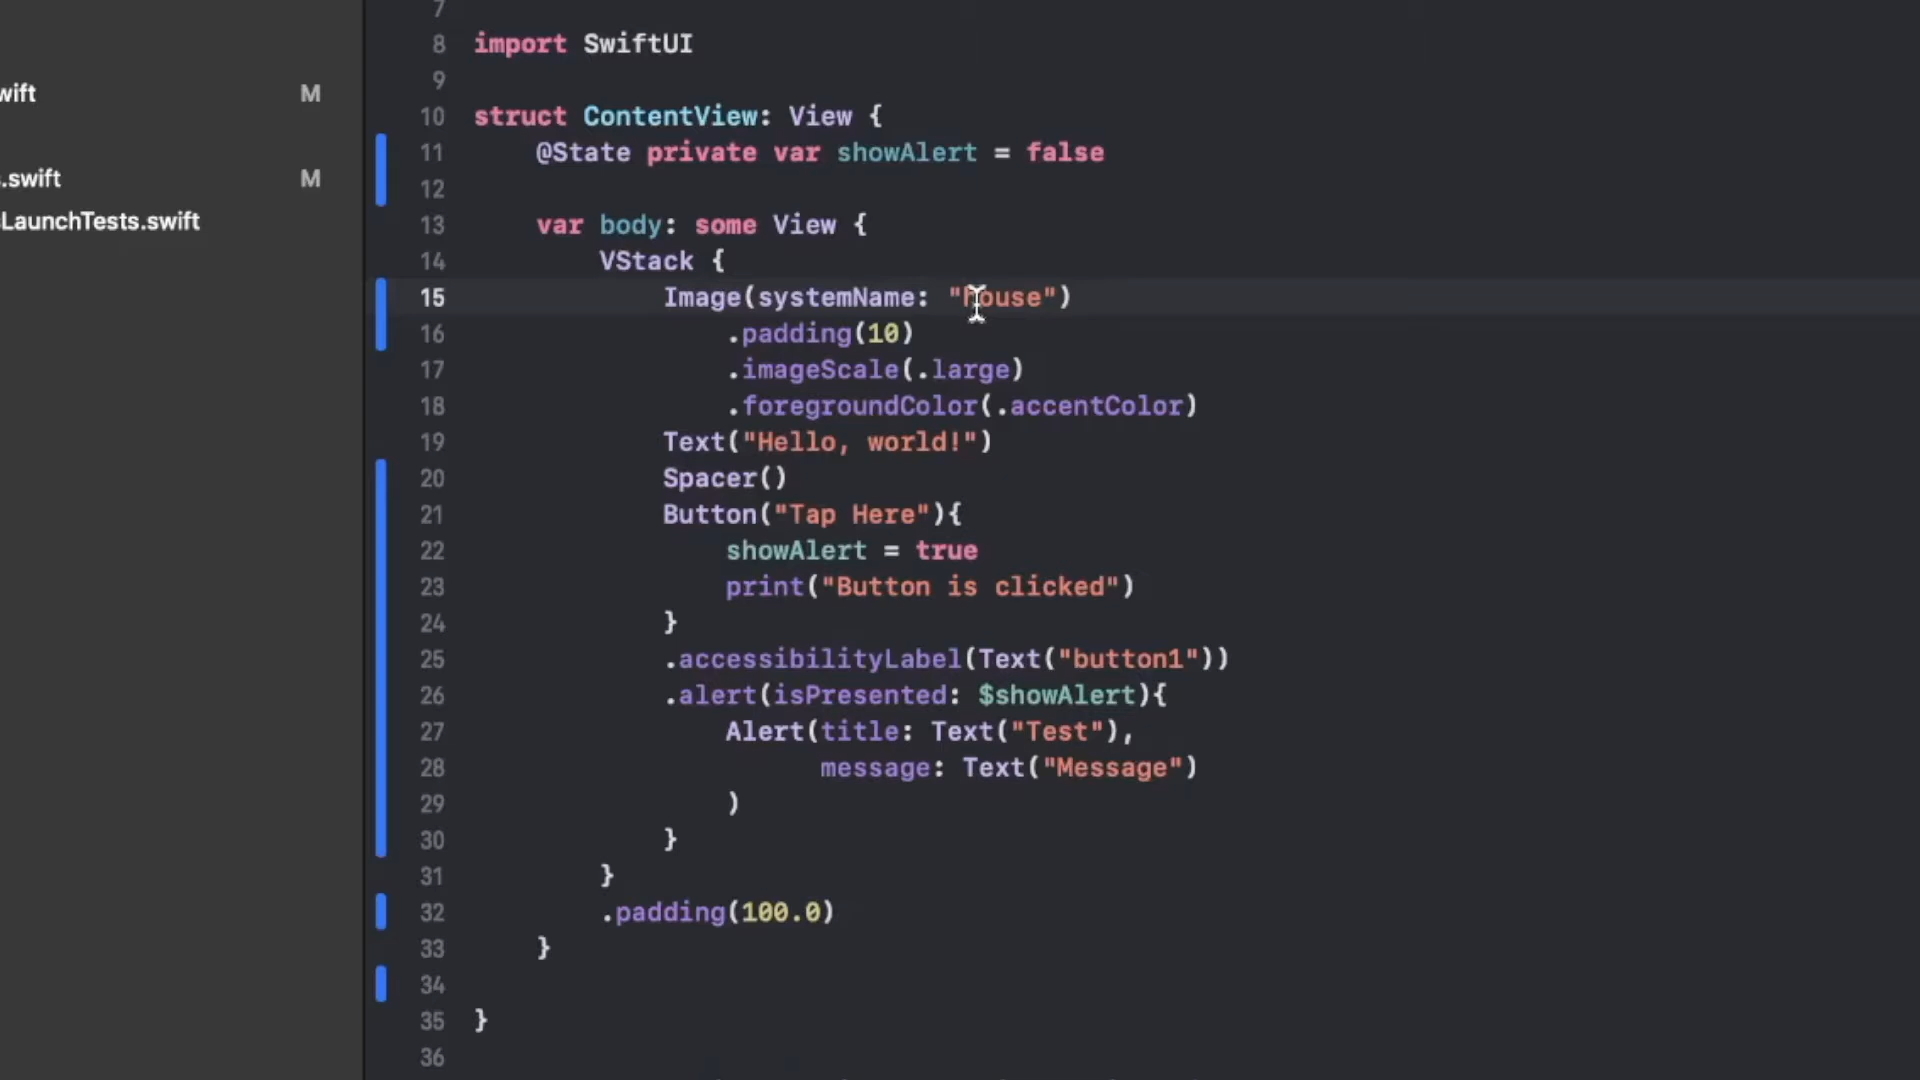 wift M
s.swift M
sLaunchTests.swift
7
8 import SwiftUI
9
10 struct ContentView: View {
11 @State private var showAlert = false
12
13 var body: some View {
14 VStack {
15 Image(systemName: "house")
16 .padding(10)
17 .imageScale(.large)
18 .foregroundColor(.accentColor)
19 Text("Hello, world!")
20 Spacer()
21 Button("Tap Here"){
22 showAlert = true
23 print("Button is clicked")
24 }
25 .accessibilityLabel(Text("button1"))
26 .alert(isPresented: $showAlert){
27 Alert(title: Text("Test"),
28 message: Text("Message")
29 )
30 }
31 }
32 .padding(100.0)
33 }
34
35 }
36